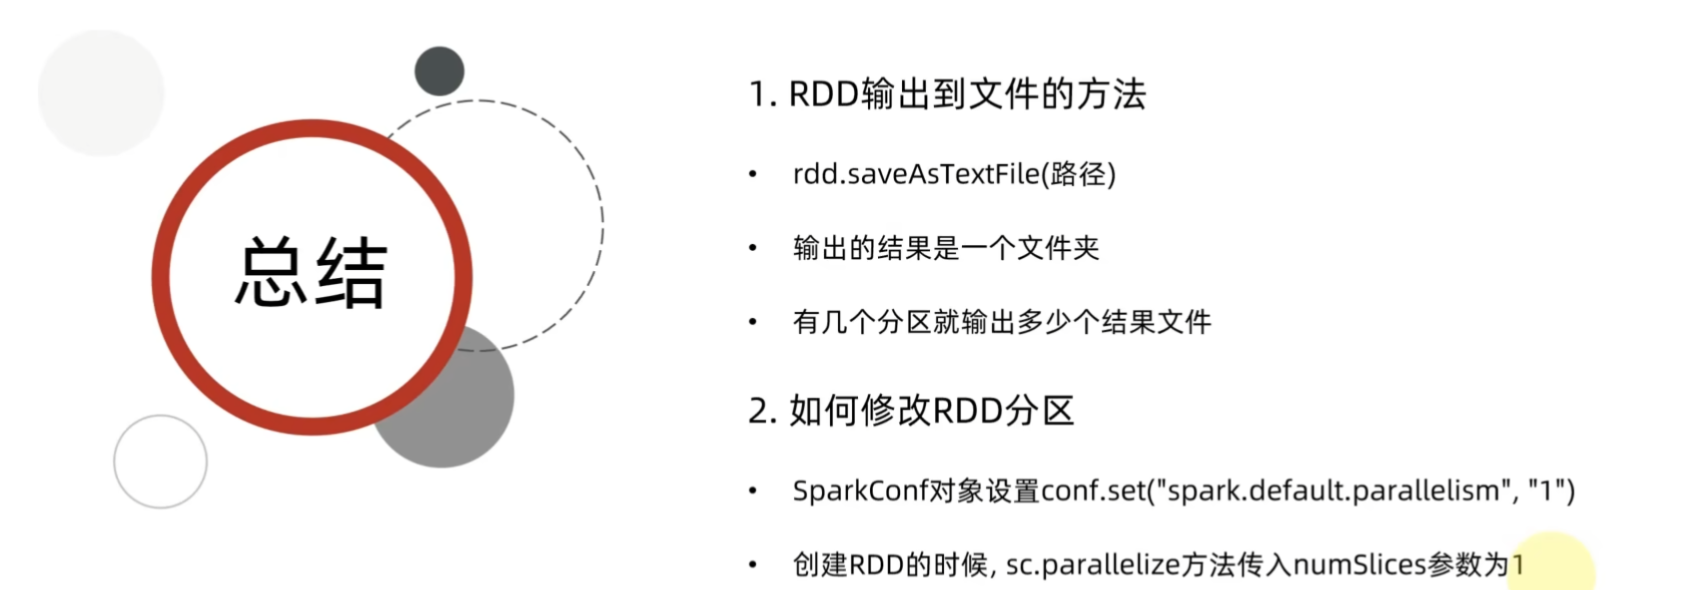 总结
1. RDD输出到文件的方法
• rdd.saveAsTextFile(路径)
• 输出的结果是一个文件夹
• 有几个分区就输出多少个结果文件
2. 如何修改RDD分区
• SparkConf对象设置conf.set("spark.default.parallelism", "1")
• 创建RDD的时候, sc.parallelize方法传入numSlices参数为1